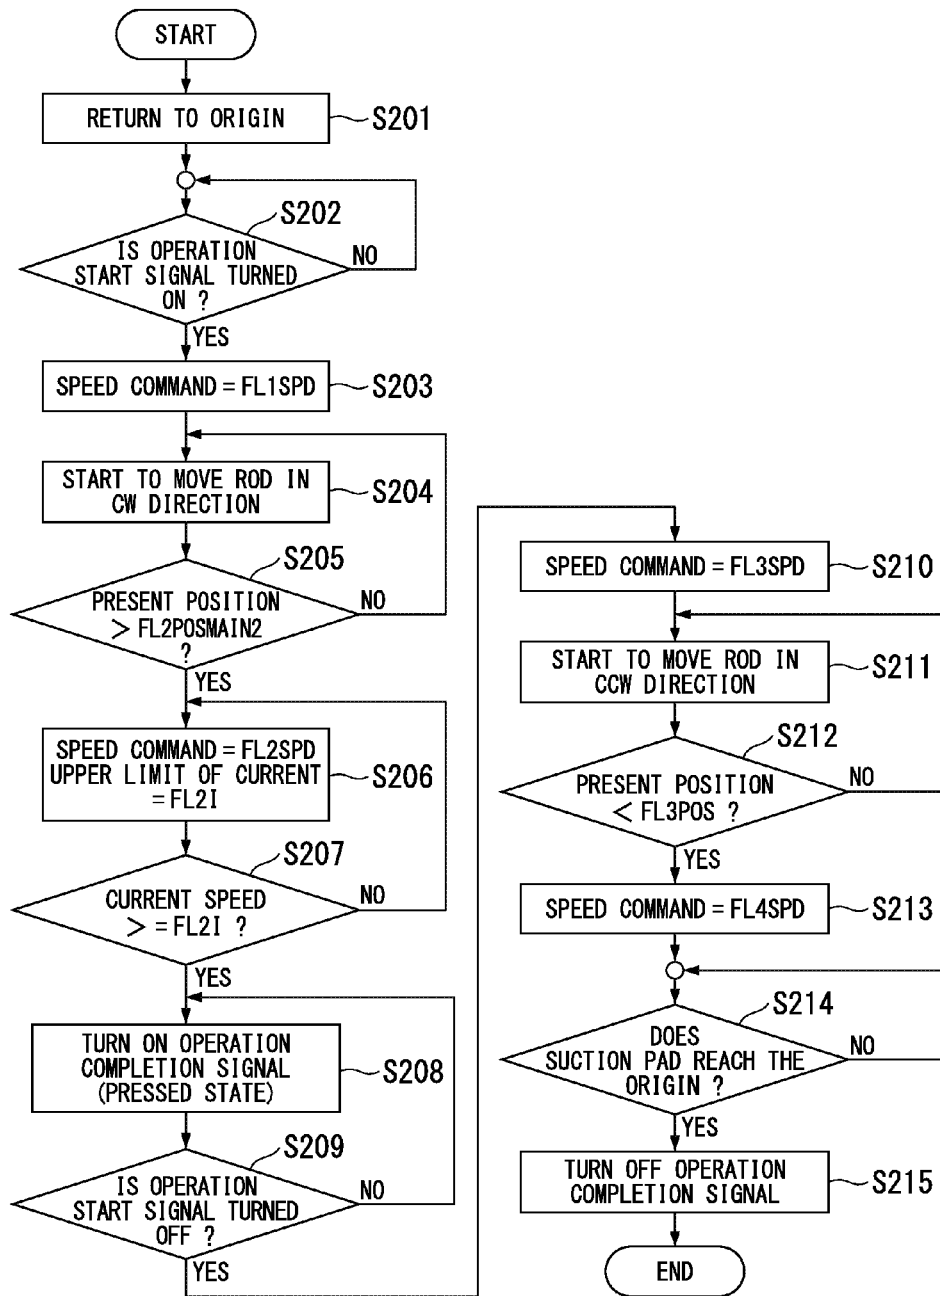 START
RETURN TO ORIGIN
S201
S202
IS OPERATION
START SIGNAL TURNED
ON ?
NO
YES
SPEED COMMAND = FL1SPD
S203
START TO MOVE ROD IN
CW DIRECTION
S204
S205
PRESENT POSITION
> FL2POSMAIN2
?
NO
YES
SPEED COMMAND = FL2SPD
UPPER LIMIT OF CURRENT
= FL2I
S206
S207
CURRENT SPEED
> = FL2I ?
NO
YES
TURN ON OPERATION
COMPLETION SIGNAL
(PRESSED STATE)
S208
S209
IS OPERATION
START SIGNAL TURNED
OFF ?
NO
YES
SPEED COMMAND = FL3SPD
S210
START TO MOVE ROD IN
CCW DIRECTION
S211
S212
PRESENT POSITION
< FL3POS ?
NO
YES
SPEED COMMAND = FL4SPD
S213
S214
DOES
SUCTION PAD REACH THE
ORIGIN ?
NO
YES
TURN OFF OPERATION
COMPLETION SIGNAL
S215
END